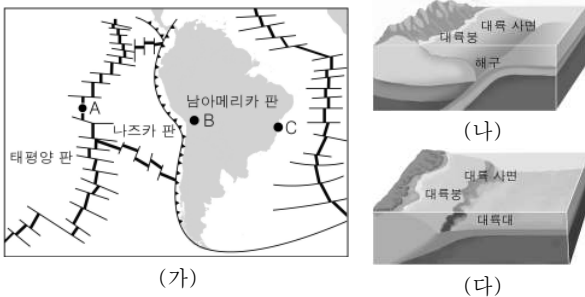 A
나즈카 판
태평양 판
남아메리카 판
B
C
(가)
대륙 사면
대륙붕
해구
(나)
대륙 사면
대륙붕
대륙대
(다)